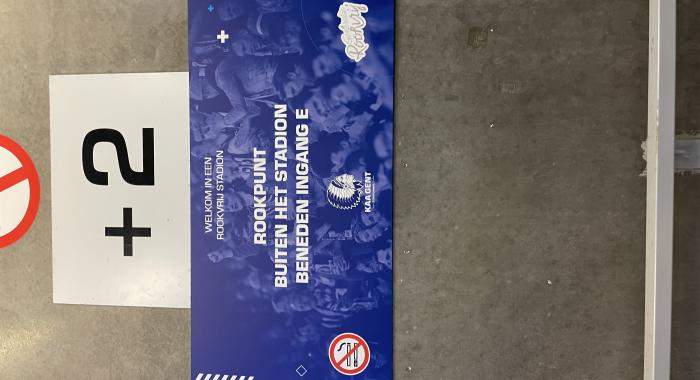 +2
WELKOM IN EEN
ROOKVRIJ STADION
ROOKPUNT
BUITEN HET STADION
BENEDEN INGANG E
KAA GENT